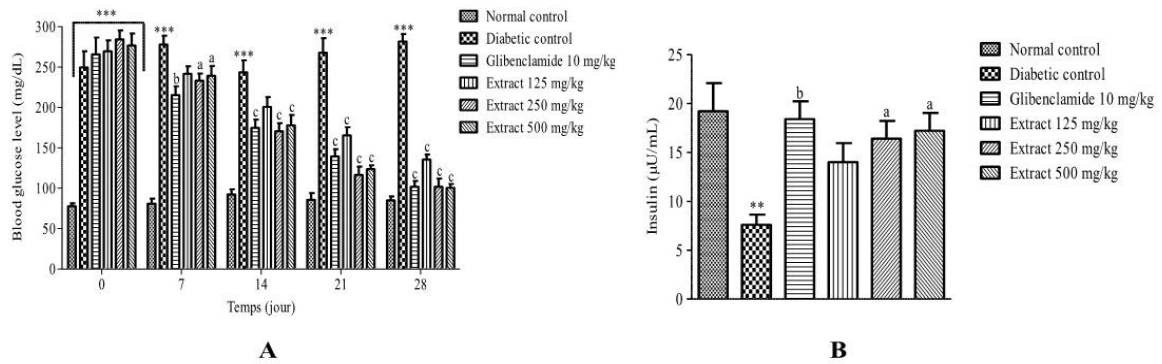 ***
300
250
200
150
100
50
0
Blood glucose level (mg/dL)
*** *** *** ***
b a a
c c c
c c c c
c c c c
0 7 14 21 28
Temps (jour)
Normal control
Diabetic control
Glibenclamide 10 mg/kg
Extract 125 mg/kg
Extract 250 mg/kg
Extract 500 mg/kg
A
25
20
15
10
5
0
Insulin (µU/mL)
**
b
a a
Normal control
Diabetic control
Glibenclamide 10 mg/kg
Extract 125 mg/kg
Extract 250 mg/kg
Extract 500 mg/kg
B